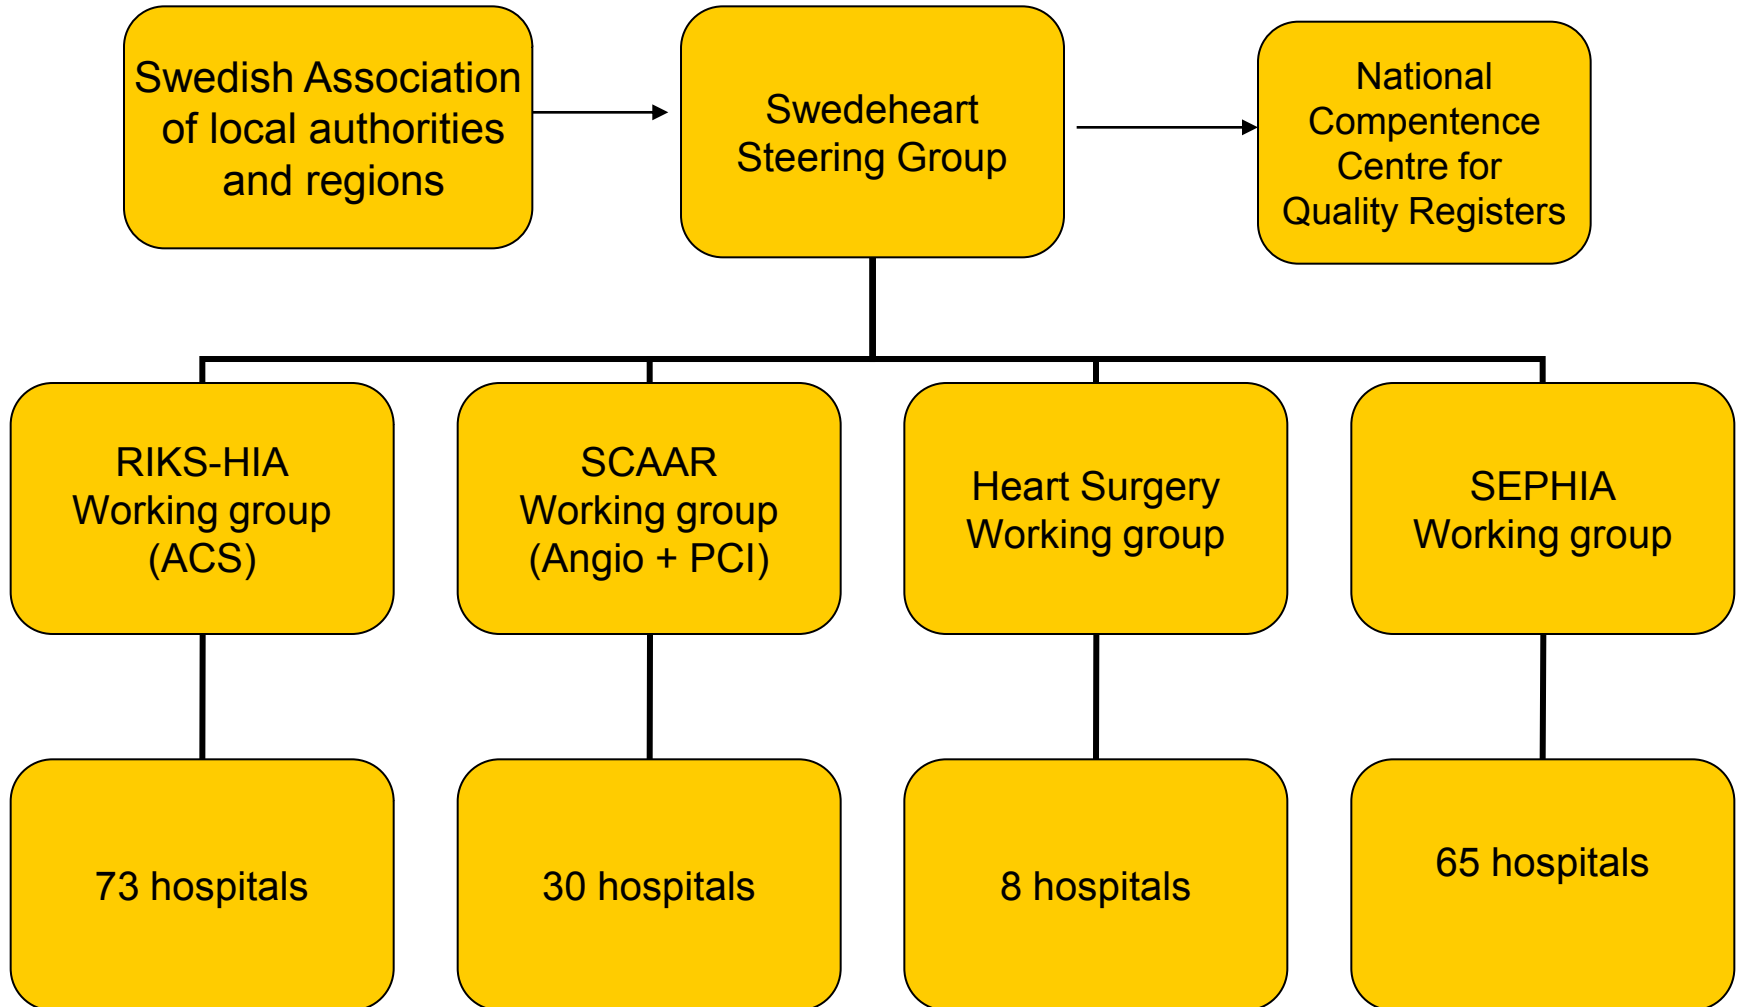 Swedish Association
of local authorities
and regions
Swedeheart
Steering Group
National
Compentence
Centre for
Quality Registers
RIKS-HIA
Working group
(ACS)
SCAAR
Working group
(Angio + PCI)
Heart Surgery
Working group
SEPHIA
Working group
73 hospitals
30 hospitals
8 hospitals
65 hospitals